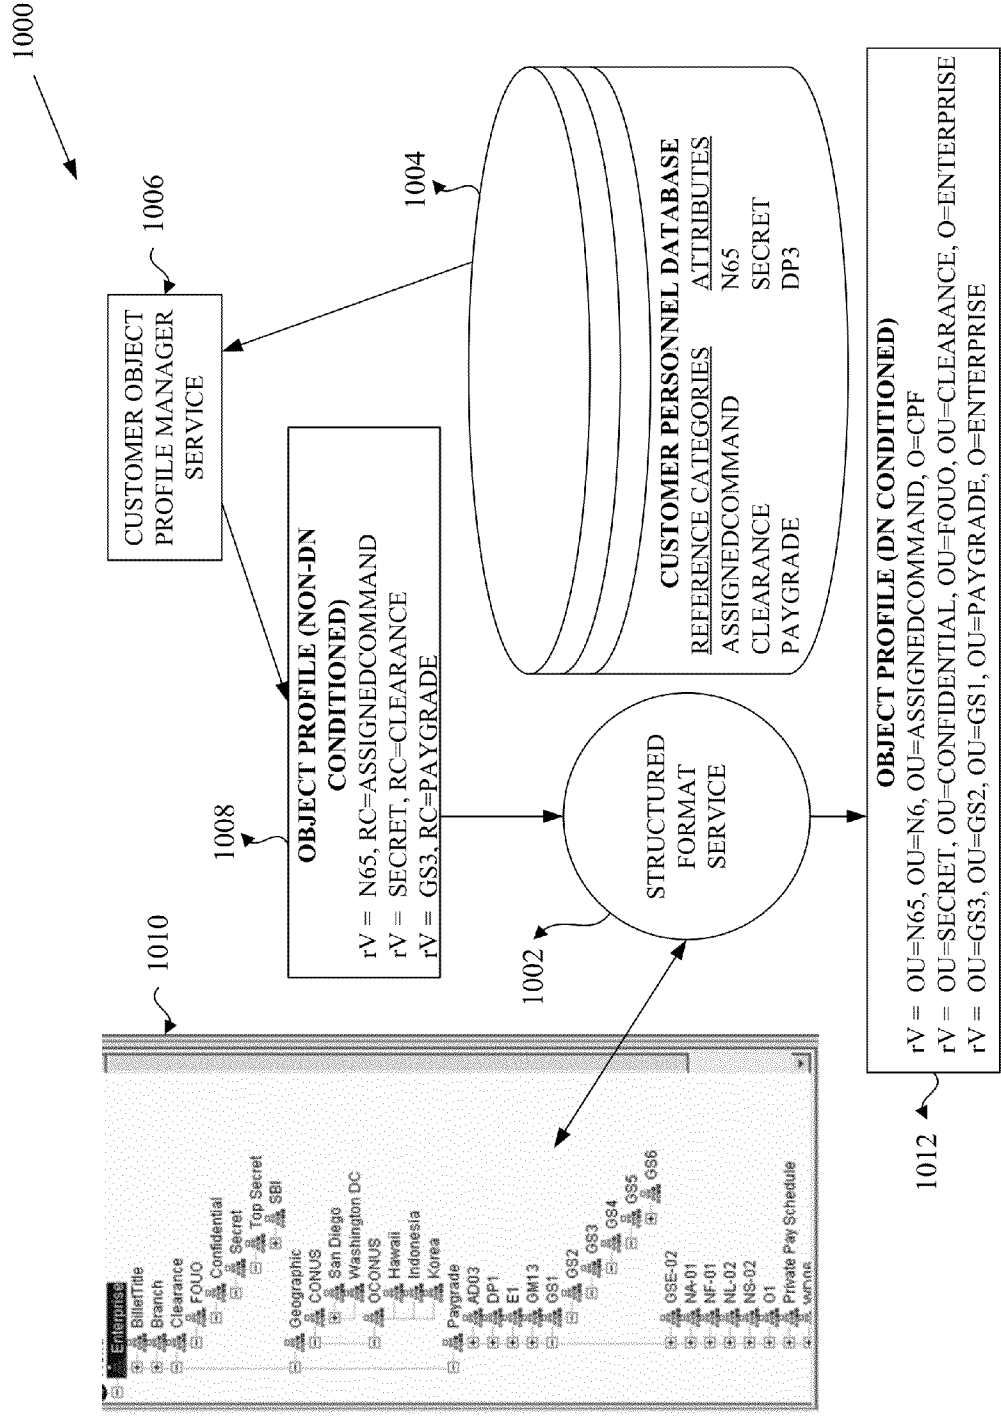 1000
CUSTOMER OBJECT
PROFILE MANAGER
SERVICE
1006
1004
CUSTOMER PERSONNEL DATABASE
REFERENCE CATEGORIES
ASSIGNEDCOMMAND
CLEARANCE
PAYGRADE
ATTRIBUTES
N65
SECRET
DP3
OBJECT PROFILE (NON-DN
CONDITIONED)
rV = N65, RC=ASSIGNEDCOMMAND
rV = SECRET, RC=CLEARANCE
rV = GS3, RC=PAYGRADE
1008
STRUCTURED
FORMAT
SERVICE
1002
1010
Enterprise
BilletTitle
Branch
Clearance
FOUO
Confidential
Secret
Top Secret
SBI
Geographic
CONUS
San Diego
Washington DC
OCONUS
Hawaii
Indonesia
Korea
Paygrade
AD03
DP1
E1
GM13
GS1
GS2
GS3
GS4
GS5
GS6
GSE-02
NA-01
NF-01
NL-02
NS-02
O1
Private Pay Schedule
OBJECT PROFILE (DN CONDITIONED)
rV = OU=N65, OU=N6, OU=ASSIGNEDCOMMAND, O=CPF
rV = OU=SECRET, OU=CONFIDENTIAL, OU=FOUO, OU=CLEARANCE, O=ENTERPRISE
rV = OU=GS3, OU=GS2, OU=GS1, OU=PAYGRADE, O=ENTERPRISE
1012